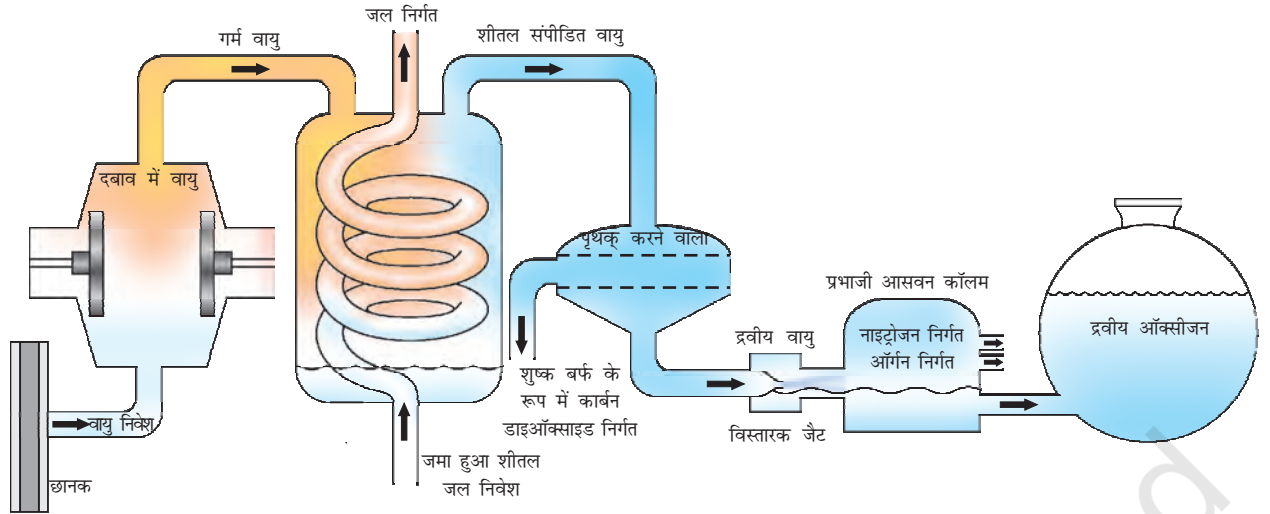 जल निर्गत
गर्म वायु
शीतल संपीडित वायु
दबाव में वायु
पृथक् करने वाला
प्रभाजी आसवन कॉलम
द्रवीय वायु
नाइट्रोजन निर्गत
ऑर्गन निर्गत
द्रवीय ऑक्सीजन
शुष्क बर्फ के
रूप में कार्बन
डाइऑक्साइड निर्गत
वायु निवेश
विस्तारक जैट
जमा हुआ शीतल
जल निवेश
छानक
d